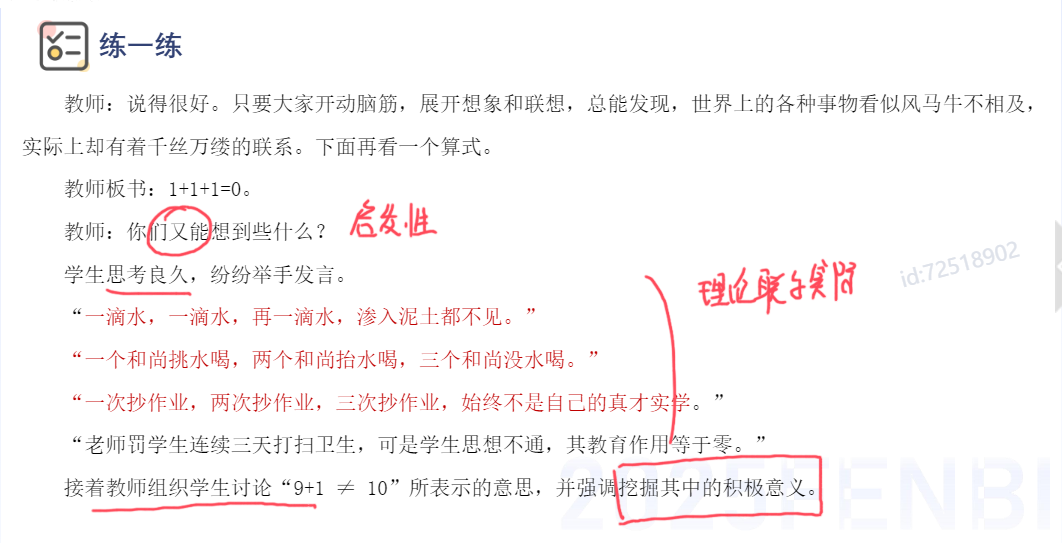 练一练
教师：说得很好。只要大家开动脑筋，展开想象和联想，总能发现，世界上的各种事物看似风马牛不相及，
实际上却有着千丝万缕的联系。下面再看一个算式。
教师板书：1+1+1=0。
教师：你们又能想到些什么？
启发性
学生思考良久，纷纷举手发言。
id:72518902
理论联系实际
“一滴水，一滴水，再一滴水，渗入泥土都不见。”
“一个和尚挑水喝，两个和尚抬水喝，三个和尚没水喝。”
“一次抄作业，两次抄作业，三次抄作业，始终不是自己的真才实学。”
“老师罚学生连续三天打扫卫生，可是学生思想不通，其教育作用等于零。”
接着教师组织学生讨论“9+1 ≠ 10”所表示的意思，并强调挖掘其中的积极意义。
2025FENBI